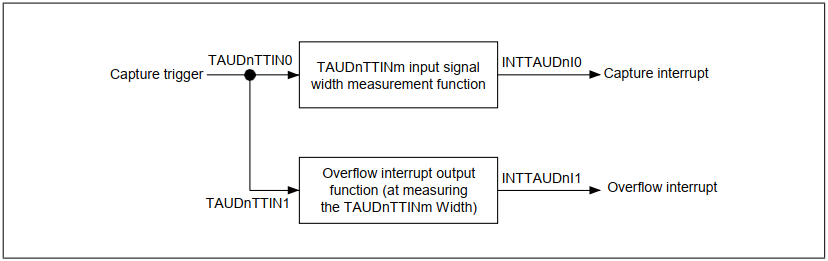 TAUDnTTIN0
Capture trigger
TAUDnTTINm input signal
width measurement function
INTTAUDnI0
Capture interrupt
TAUDnTTIN1
Overflow interrupt output
function (at measuring
the TAUDnTTINm Width)
INTTAUDnI1
Overflow interrupt